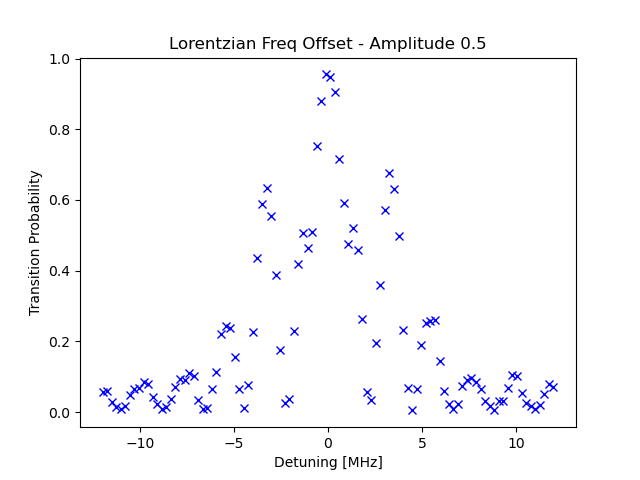 Lorentzian Freq Offset - Amplitude 0.5
1.0
0.8
0.6
0.4
0.2
0.0
Transition Probability
−10 −5 0 5 10
Detuning [MHz]